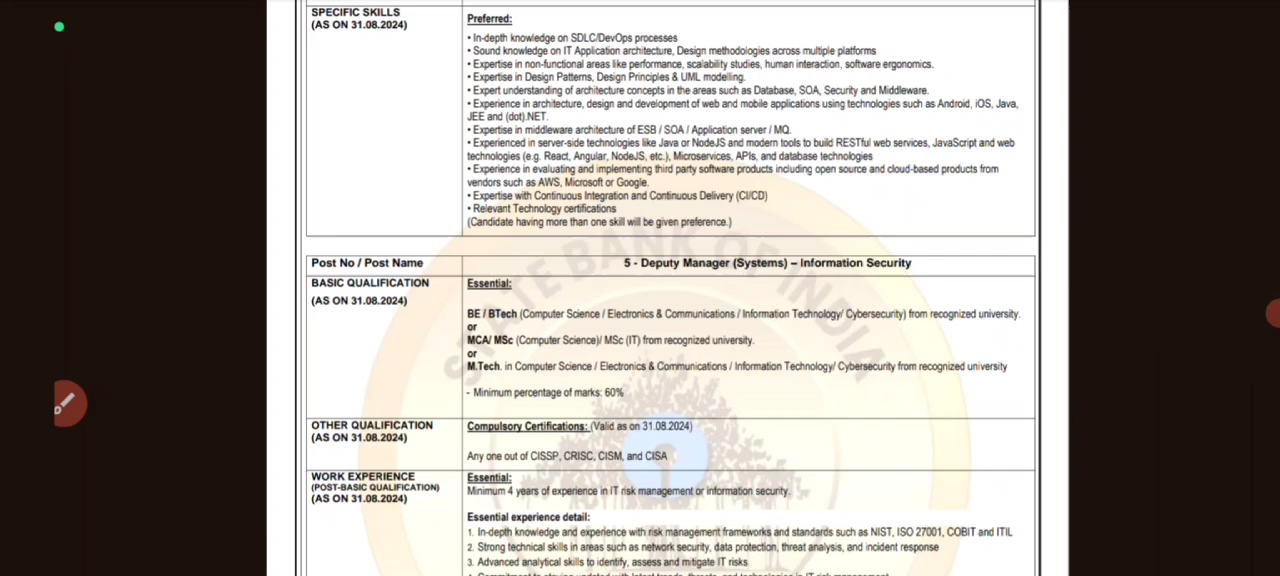 SPECIFIC SKILLS
(AS ON 31.08.2024)
Preferred:
• In-depth knowledge on SDLC/DevOps processes
• Sound knowledge on IT Application architecture, Design methodologies across multiple platforms
• Expertise in non-functional areas like performance, scalability studies, human interaction, software ergonomics.
• Expertise in Design Patterns, Design Principles & UML modelling.
• Expert understanding of architecture concepts in the areas such as Database, SOA, Security and Middleware.
• Experience in architecture, design and development of web and mobile applications using technologies such as Android, iOS, Java,
JEE and (dot).NET.
• Expertise in middleware architecture of ESB / SOA / Application server / MQ.
• Experienced in server-side technologies like Java or NodeJS and modern tools to build RESTful web services, JavaScript and web
technologies (e.g. React, Angular, NodeJS, etc.), Microservices, APIs, and database technologies
• Experience in evaluating and implementing third party software products including open source and cloud-based products from
vendors such as AWS, Microsoft or Google.
• Expertise with Continuous Integration and Continuous Delivery (CI/CD)
• Relevant Technology certifications
(Candidate having more than one skill will be given preference.)
Post No / Post Name
5 - Deputy Manager (Systems) – Information Security
BASIC QUALIFICATION
(AS ON 31.08.2024)
Essential:
BE / BTech (Computer Science / Electronics & Communications / Information Technology/ Cybersecurity) from recognized university.
or
MCA/ MSc (Computer Science)/ MSc (IT) from recognized university.
or
M.Tech. in Computer Science / Electronics & Communications / Information Technology/ Cybersecurity from recognized university
- Minimum percentage of marks: 60%
OTHER QUALIFICATION
(AS ON 31.08.2024)
Compulsory Certifications: (Valid as on 31.08.2024)
Any one out of CISSP, CRISC, CISM, and CISA
WORK EXPERIENCE
(POST-BASIC QUALIFICATION)
(AS ON 31.08.2024)
Essential:
Minimum 4 years of experience in IT risk management or information security.
Essential experience detail:
1. In-depth knowledge and experience with risk management frameworks and standards such as NIST, ISO 27001, COBIT and ITIL
2. Strong technical skills in areas such as network security, data protection, threat analysis, and incident response
3. Advanced analytical skills to identify, assess and mitigate IT risks
STATE BANK OF INDIA